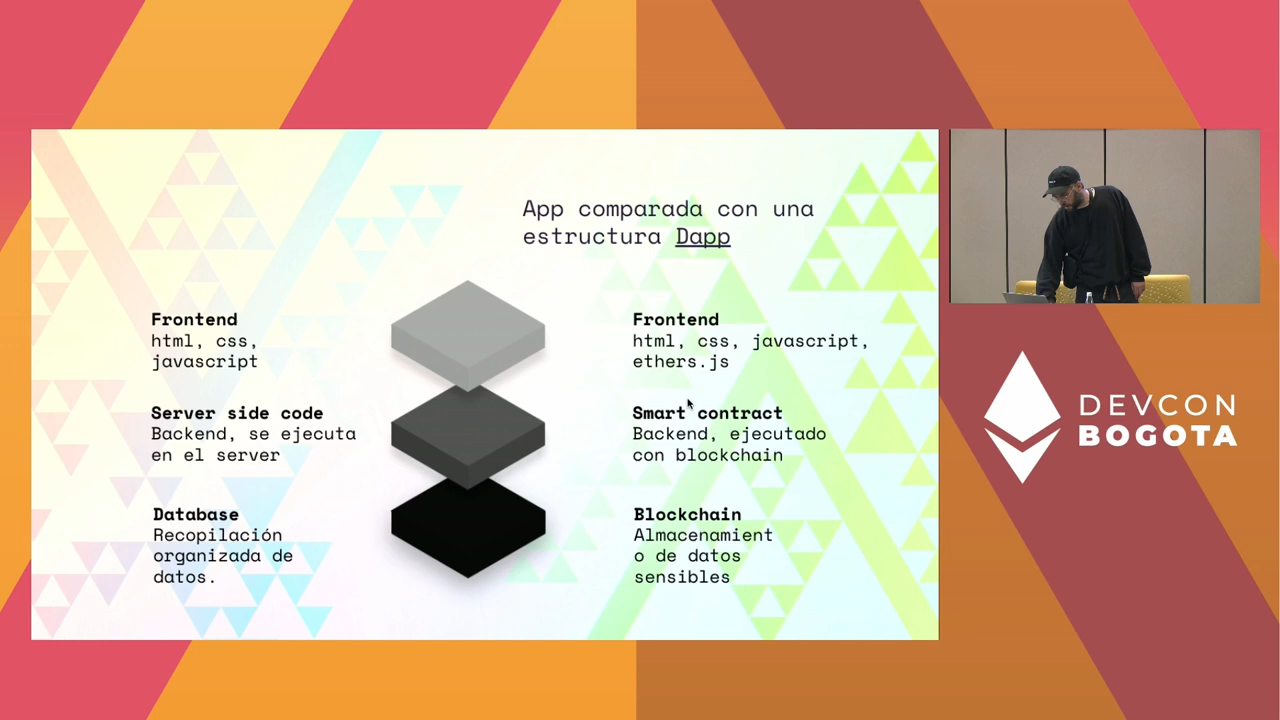 App comparada con una
estructura Dapp
Frontend
html, css,
javascript
Server side code
Backend, se ejecuta
en el server
Database
Recopilación
organizada de
datos.
Frontend
html, css, javascript,
ethers.js
Smart contract
Backend, ejecutado
con blockchain
Blockchain
Almacenamient
o de datos
sensibles
DEVCON
BOGOTA